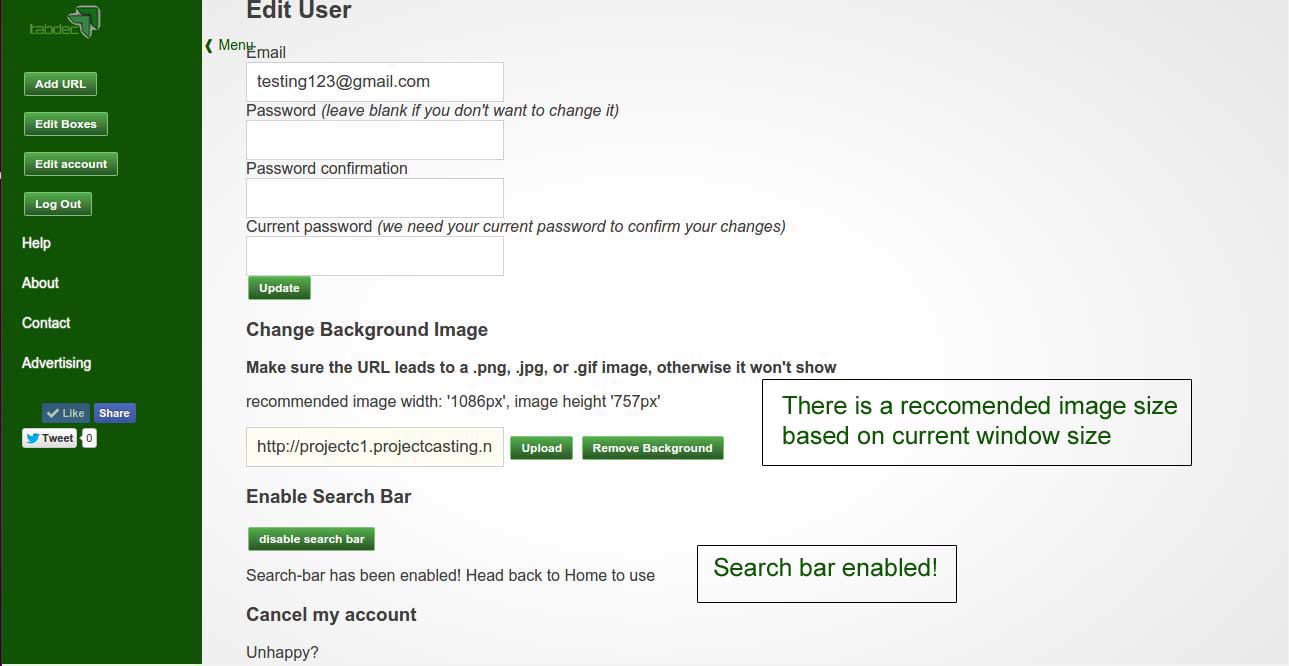 tabdec
Add URL
Edit Boxes
Edit account
Log Out
Help
About
Contact
Advertising
Like Share
Tweet 0
❰ Menu
Edit User
Email
testing123@gmail.com
Password (leave blank if you don't want to change it)
Password confirmation
Current password (we need your current password to confirm your changes)
Update
Change Background Image
Make sure the URL leads to a .png, .jpg, or .gif image, otherwise it won't show
recommended image width: '1086px', image height '757px'
http://projectc1.projectcasting.n Upload Remove Background
There is a reccomended image size
based on current window size
Enable Search Bar
disable search bar
Search-bar has been enabled! Head back to Home to use
Search bar enabled!
Cancel my account
Unhappy?